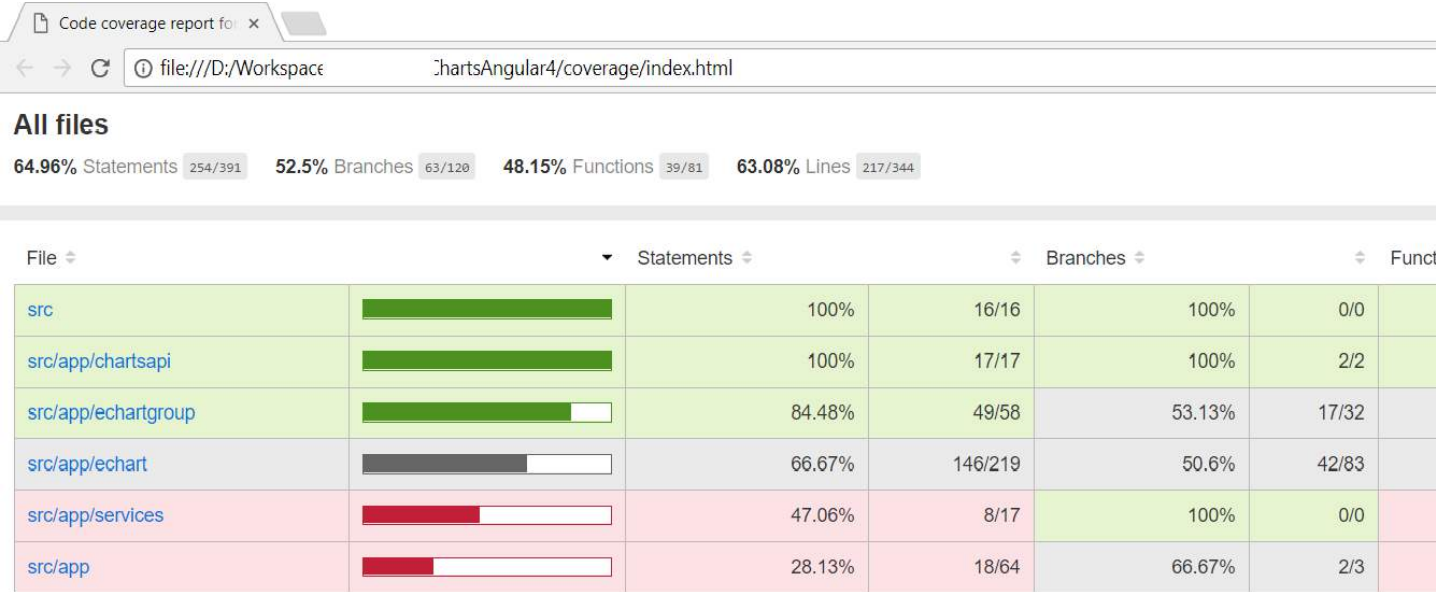 Code coverage report for
file:///D:/Workspace hartsAngular4/coverage/index.html
All files
64.96% Statements 254/391 52.5% Branches 63/120 48.15% Functions 39/81 63.08% Lines 217/344
File Statements Branches Funct
src 100% 16/16 100% 0/0
src/app/chartsapi 100% 17/17 100% 2/2
src/app/echartgroup 84.48% 49/58 53.13% 17/32
src/app/echart 66.67% 146/219 50.6% 42/83
src/app/services 47.06% 8/17 100% 0/0
src/app 28.13% 18/64 66.67% 2/3